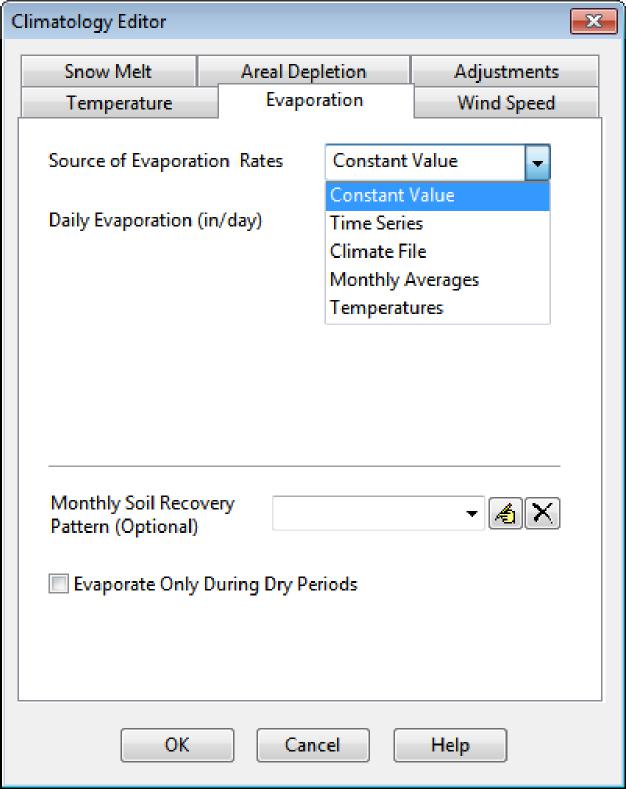 Climatology Editor
Snow Melt
Areal Depletion
Adjustments
Temperature
Evaporation
Wind Speed
Source of Evaporation Rates
Constant Value
Constant Value
Time Series
Climate File
Monthly Averages
Temperatures
Daily Evaporation (in/day)
Monthly Soil Recovery
Pattern (Optional)
Evaporate Only During Dry Periods
OK
Cancel
Help